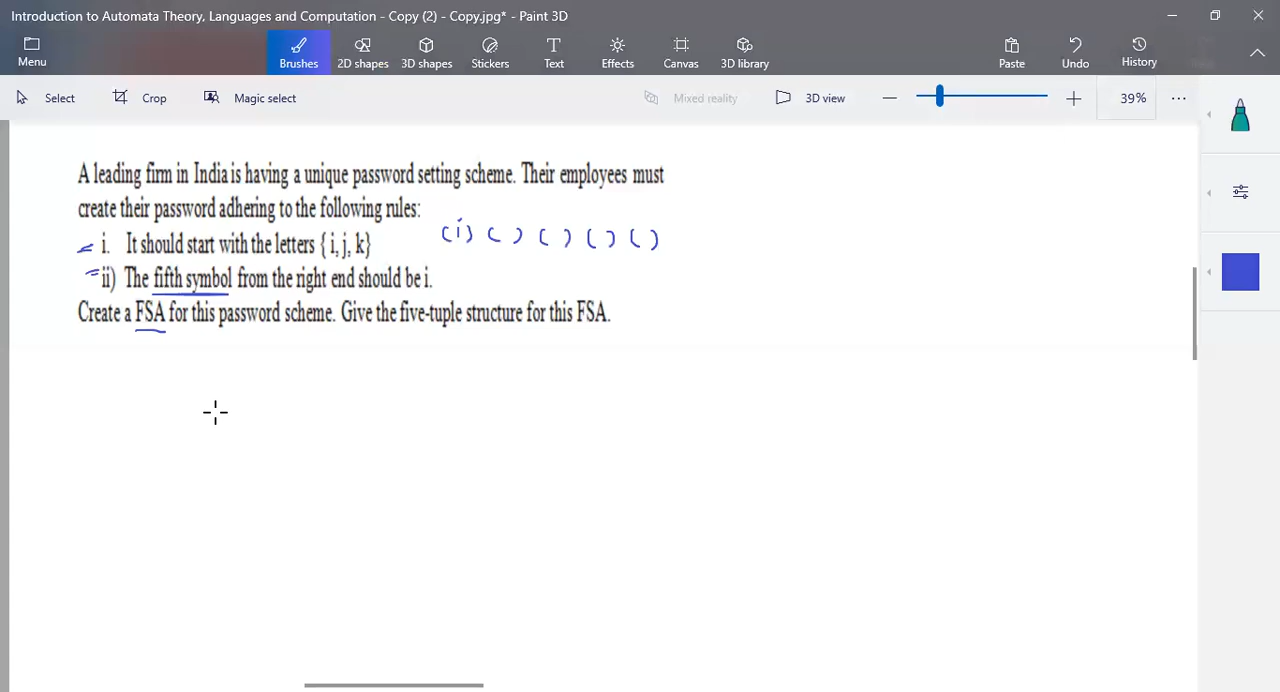 Introduction to Automata Theory, Languages and Computation - Copy (2) - Copy.jpg* - Paint 3D
Menu
Brushes
2D shapes
3D shapes
Stickers
Text
Effects
Canvas
3D library
Paste
Undo
History
Select
Crop
Magic select
Mixed reality
3D view
39%
A leading firm in India is having a unique password setting scheme. Their employees must
create their password adhering to the following rules:
i. It should start with the letters { i, j, k}
(i) ( ) ( ) ( ) ( )
ii) The fifth symbol from the right end should be i.
Create a FSA for this password scheme. Give the five-tuple structure for this FSA.